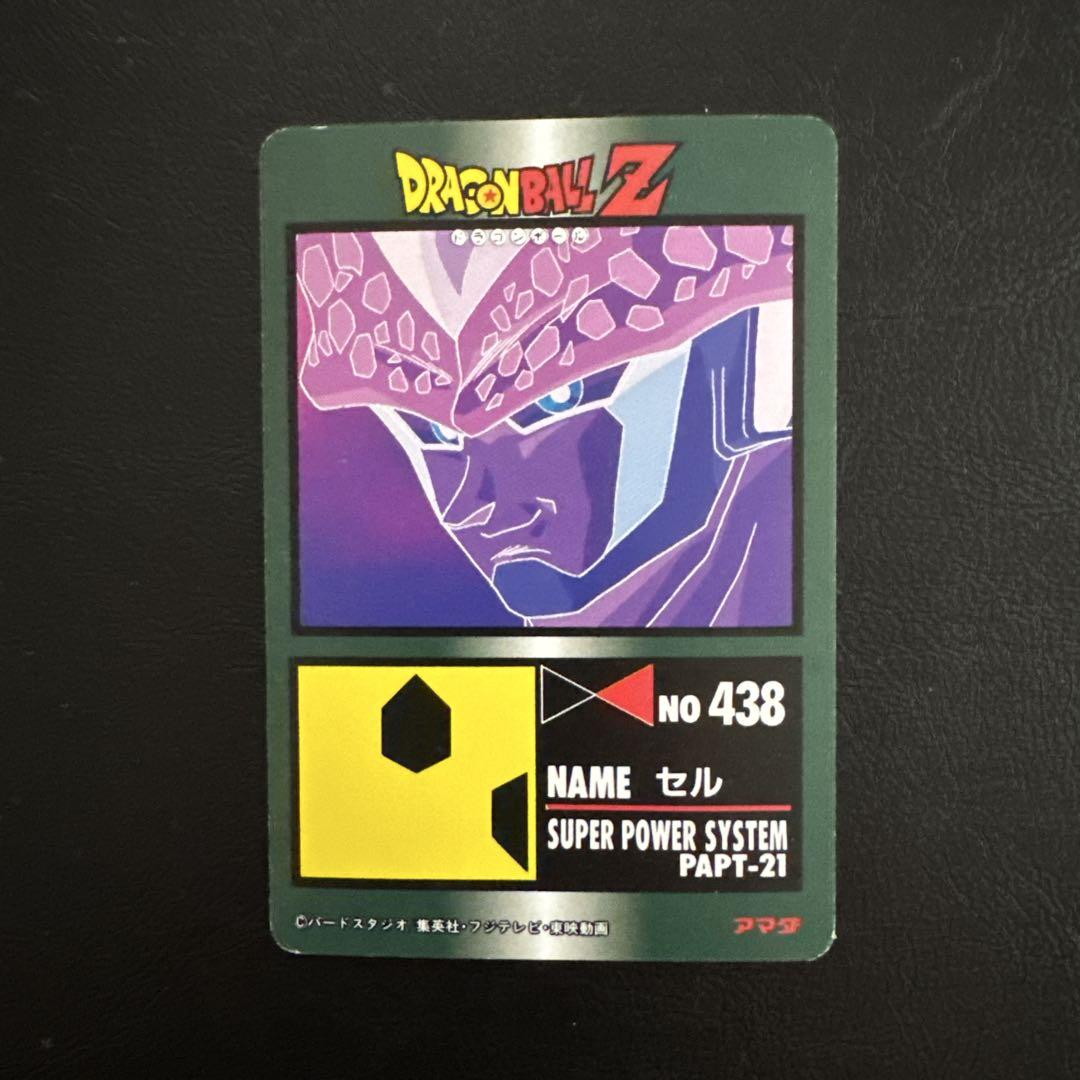 DRAGONBALL Z
ドラゴンボール
NO 438
NAME セル
SUPER POWER SYSTEM
PAPT-21
©バードスタジオ 集英社・フジテレビ・東映動画
アマダ